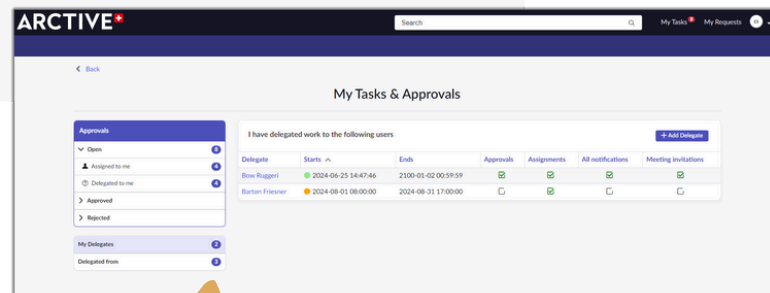 ARCTIVE
Search
My Tasks
My Requests
Back
My Tasks & Approvals
Approvals
Open 8
Assigned to me 4
Delegated to me 4
Approved
Rejected
My Delegates 2
Delegated from 3
I have delegated work to the following users
+ Add Delegate
Delegate Starts Ends Approvals Assignments All notifications Meeting invitations
Bow Ruggeri 2024-06-25 14:47:46 2100-01-02 00:59:59
Barton Friesner 2024-08-01 08:00:00 2024-08-31 17:00:00